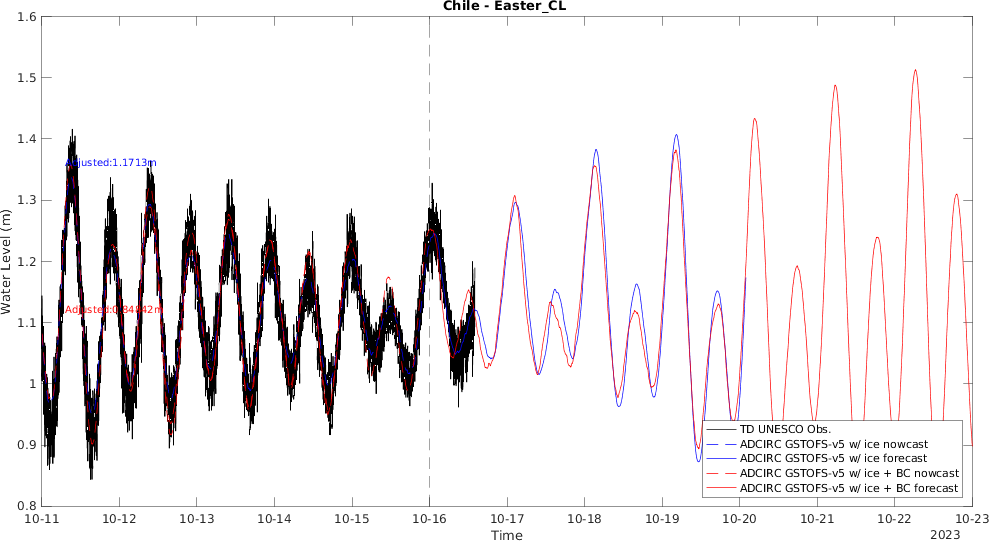 Chile - Easter_CL
Water Level (m)
1.6
1.5
1.4
1.3
1.2
1.1
1
0.9
0.8
Adjusted:1.1713m
TD UNESCO Obs.
ADCIRC GSTOFS-v5 w/ ice nowcast
ADCIRC GSTOFS-v5 w/ ice forecast
ADCIRC GSTOFS-v5 w/ ice + BC nowcast
ADCIRC GSTOFS-v5 w/ ice + BC forecast
10-11 10-12 10-13 10-14 10-15 10-16 10-17 10-18 10-19 10-20 10-21 10-22 10-23
Time
2023